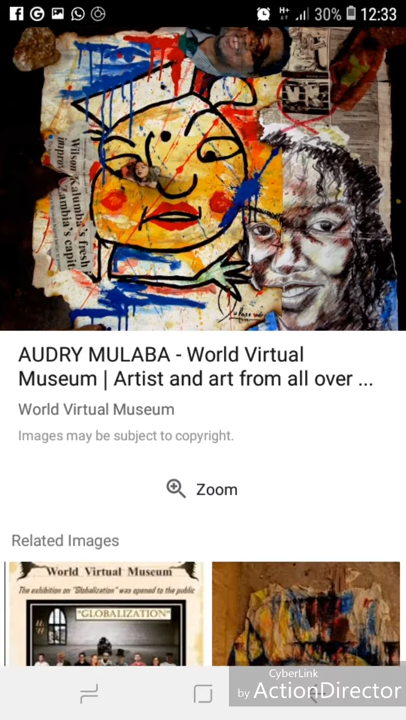 H+ 30% 12:33
Wilson Kalumba's fresh
Zambia's capit
AUDRY MULABA - World Virtual
Museum | Artist and art from all over ...
World Virtual Museum
Images may be subject to copyright.
Zoom
Related Images
World Virtual Museum
The exhibition on "Globalization" was opened to the public
"GLOBALIZATION"
CyberLink
by ActionDirector